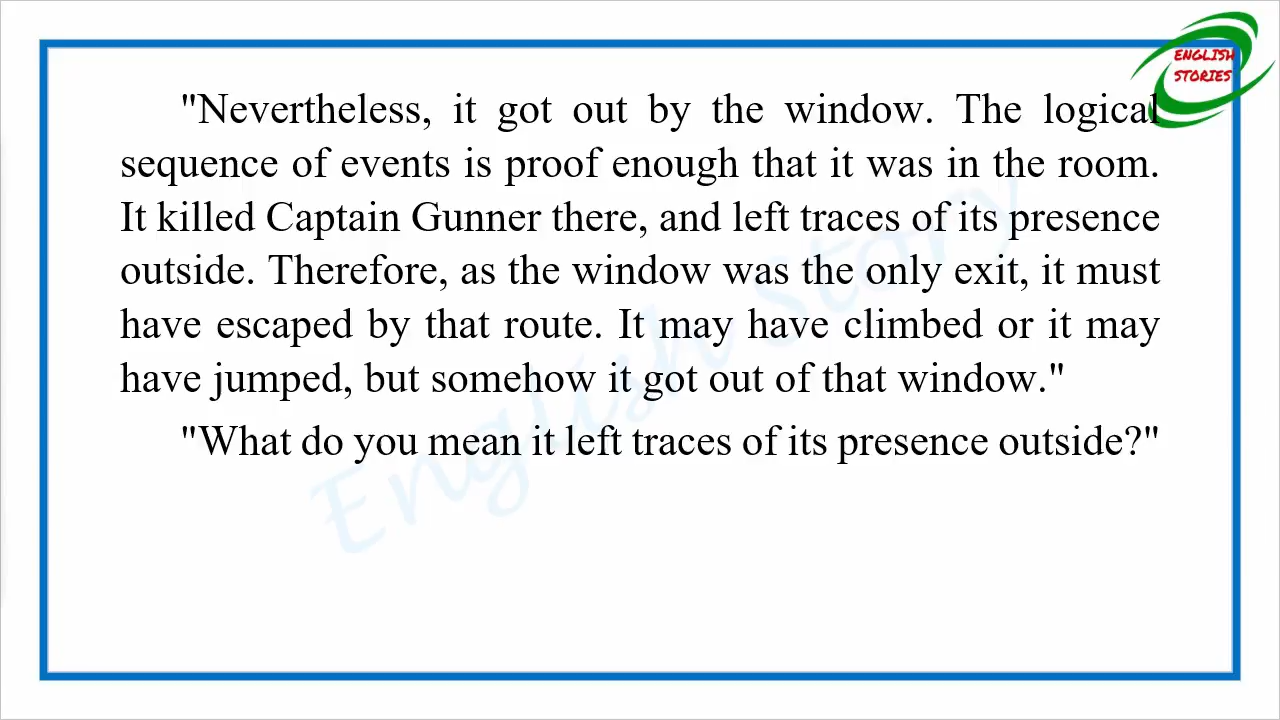 ENGLISH
STORIES
"Nevertheless, it got out by the window. The logical
sequence of events is proof enough that it was in the room.
It killed Captain Gunner there, and left traces of its presence
outside. Therefore, as the window was the only exit, it must
have escaped by that route. It may have climbed or it may
have jumped, but somehow it got out of that window."
"What do you mean it left traces of its presence outside?"
English Story